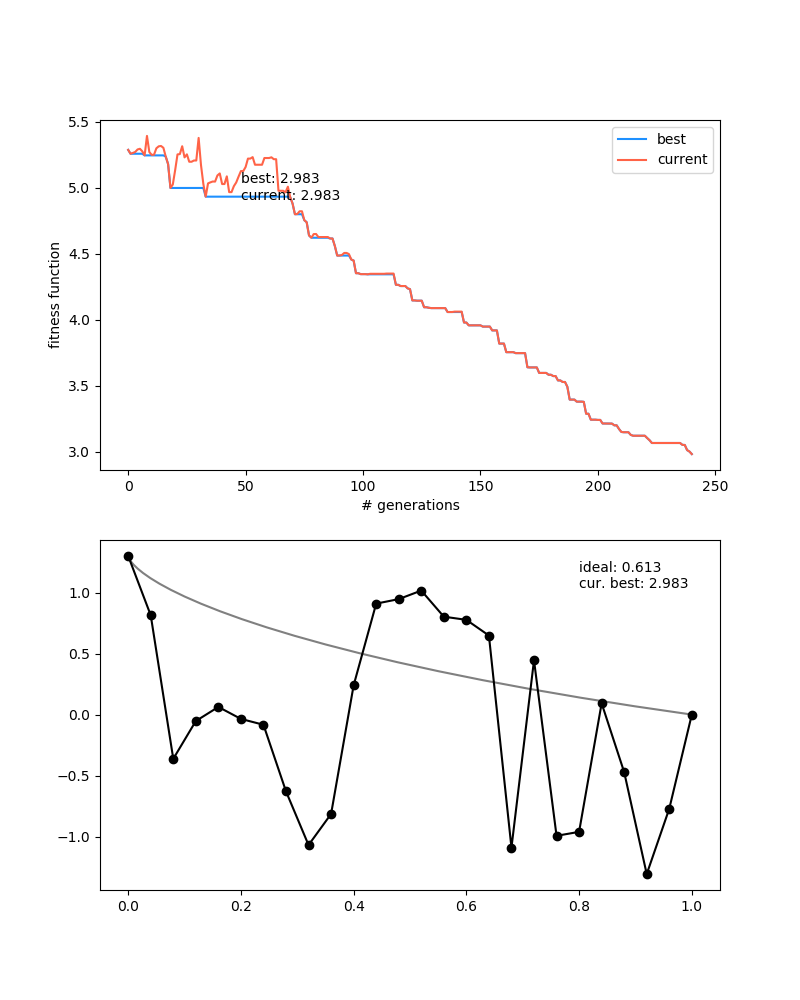 5.5
5.0
4.5
4.0
3.5
3.0
fitness function
best
current
best: 2.983
current: 2.983
0 50 100 150 200 250
# generations
1.0
0.5
0.0
−0.5
−1.0
ideal: 0.613
cur. best: 2.983
0.0 0.2 0.4 0.6 0.8 1.0